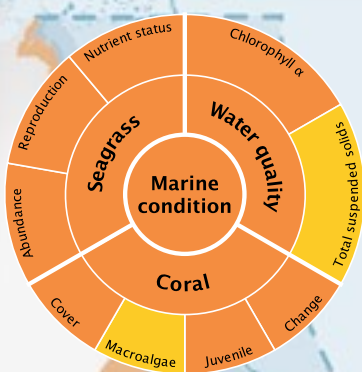 Marine
condition
Seagrass
Nutrient status
Reproduction
Abundance
Water quality
Chlorophyll α
Total suspended solids
Coral
Cover
Macroalgae
Juvenile
Change